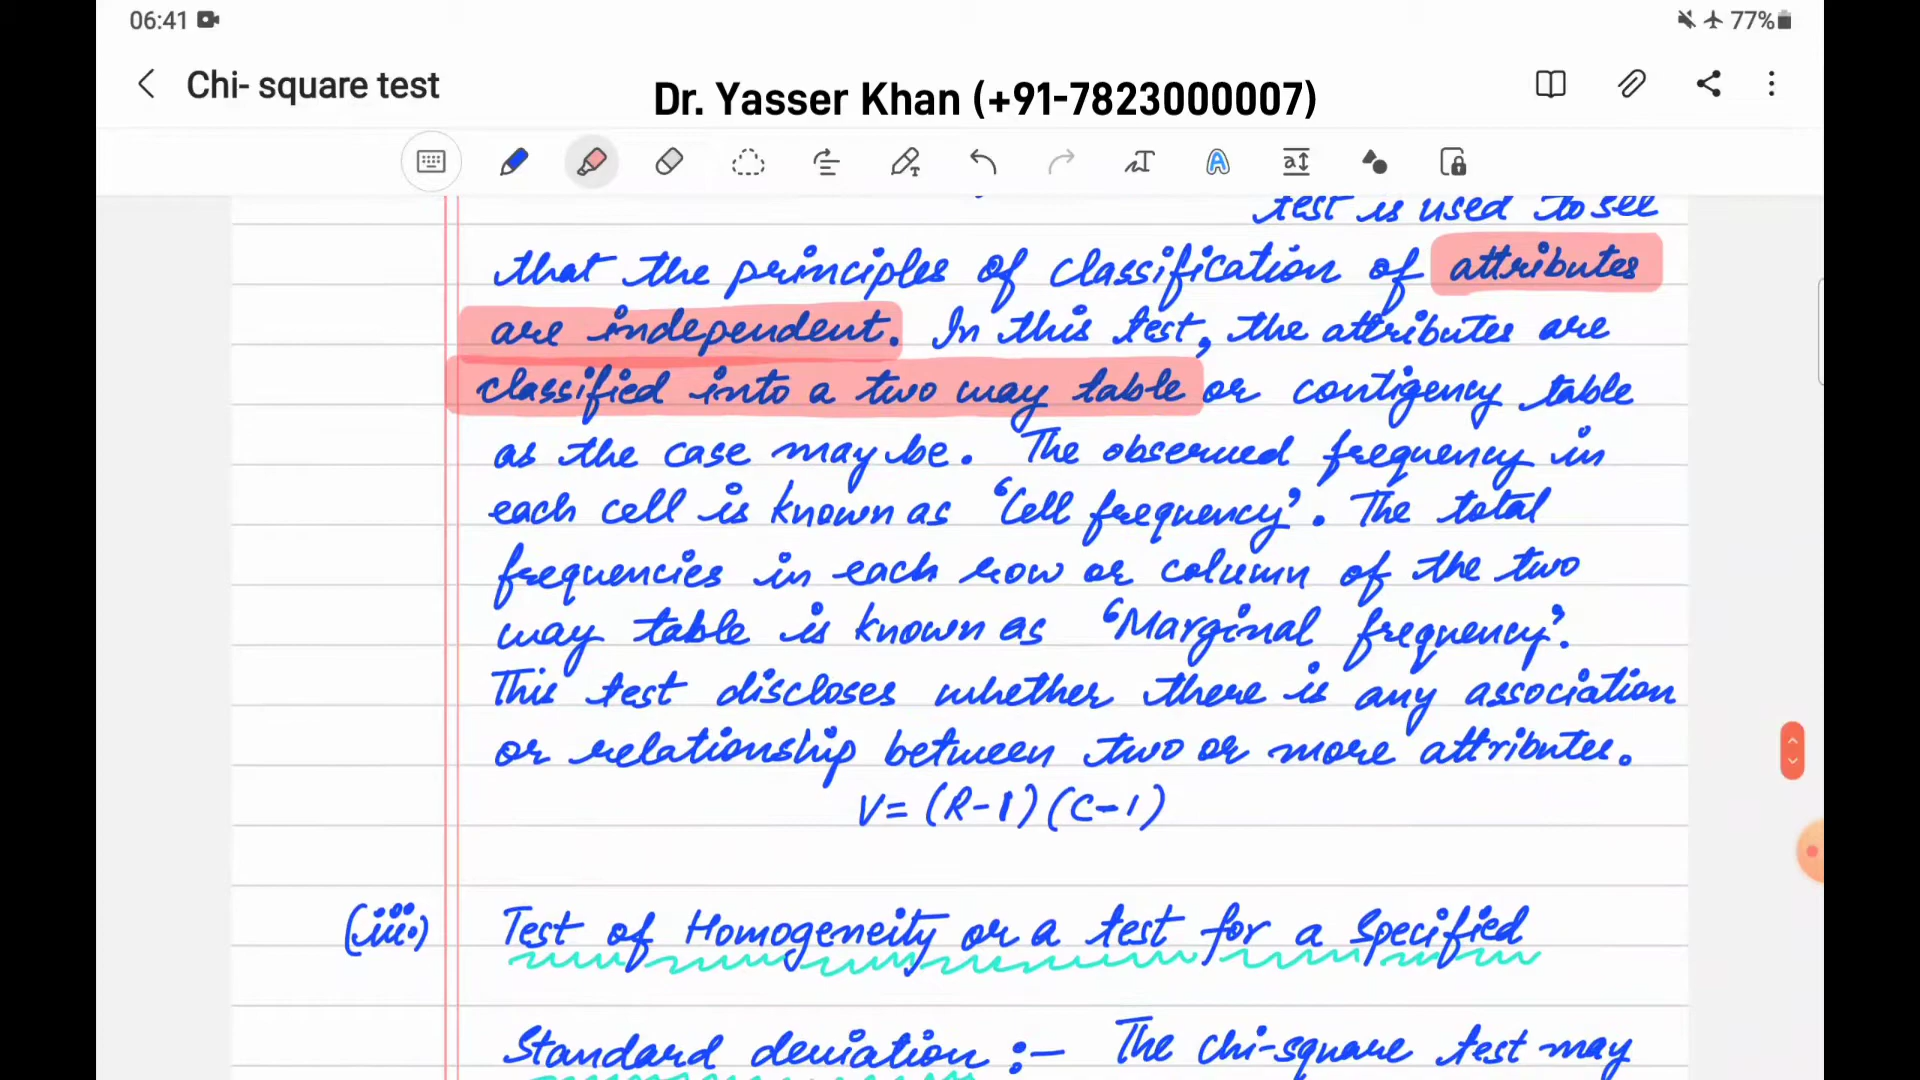 06:41
77%
Chi- square test
Dr. Yasser Khan (+91-7823000007)
test is used to see
that the principles of classification of attributes
are independent. In this test, the attributes are
classified into a two way table or contigency table
as the case may be. The observed frequency in
each cell is known as ‘Cell frequency’. The total
frequencies in each row or column of the two
way table is known as ‘Marginal frequency’.
This test discloses whether there is any association
or relationship between two or more attributes.
V= (R-1) (C-1)
(iii.) Test of Homogeneity or a test for a Specified
Standard deviation :- The chi-square test may